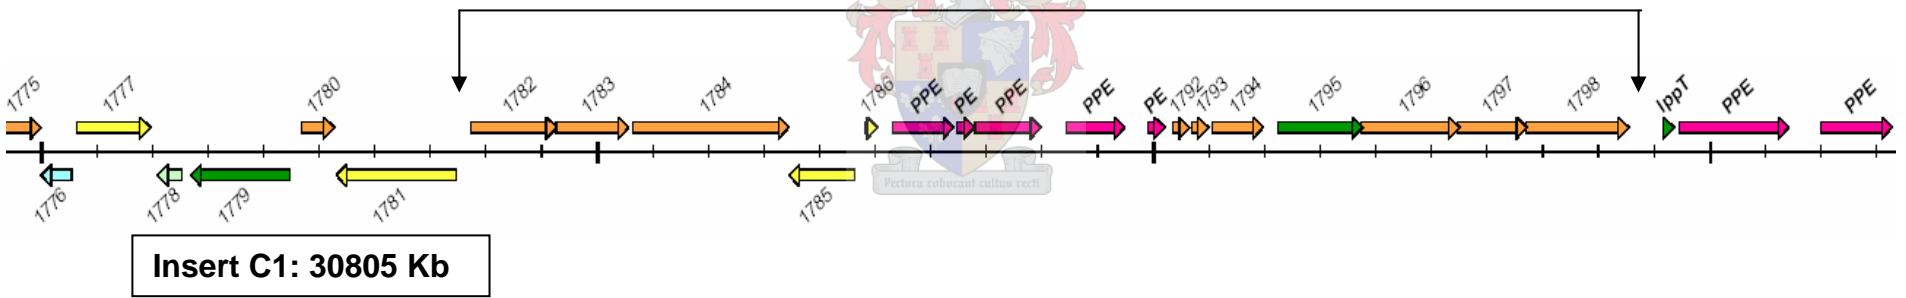 1775 1777 1780 1782 1783 1784 1786 PPE PE PPE PPE PE 1792 1793 1794 1795 1796 1797 1798 lppT PPE PPE
Pectora roborant cultus recti
1776 1778 1779 1781 1785
Insert C1: 30805 Kb